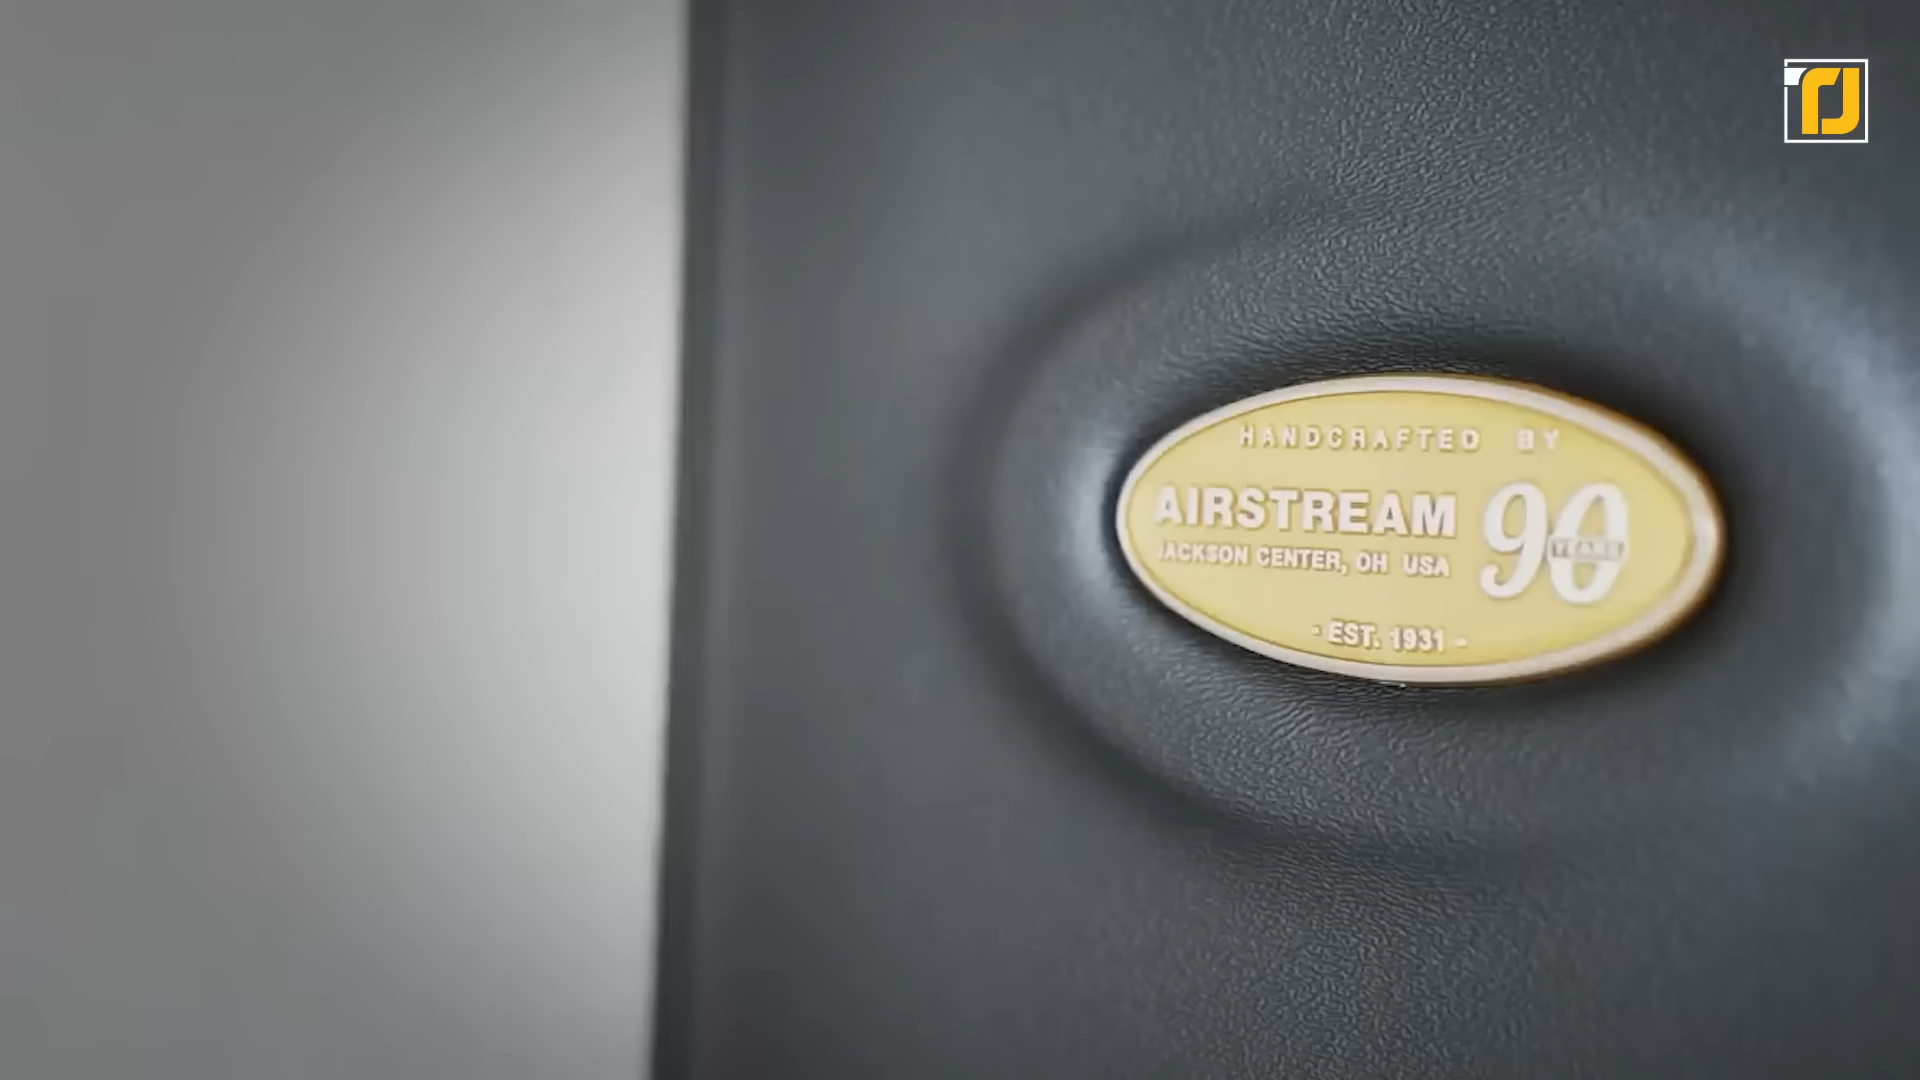 HANDCRAFTED BY
AIRSTREAM 90
YEARS
JACKSON CENTER, OH USA
- EST. 1931 -